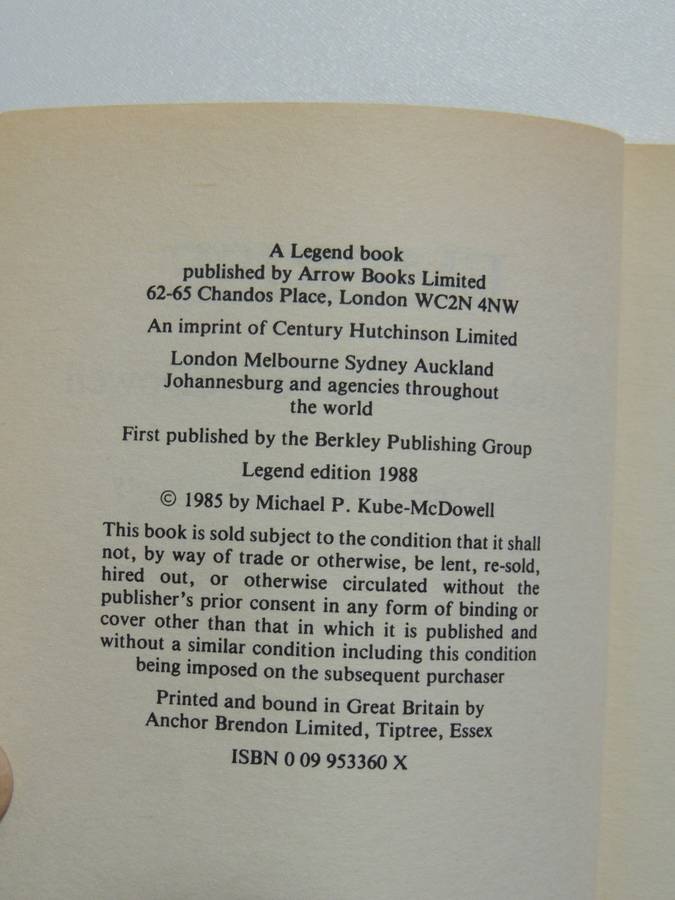 A Legend book
published by Arrow Books Limited
62-65 Chandos Place, London WC2N 4NW
An imprint of Century Hutchinson Limited
London Melbourne Sydney Auckland
Johannesburg and agencies throughout
the world
First published by the Berkley Publishing Group
Legend edition 1988
© 1985 by Michael P. Kube-McDowell
This book is sold subject to the condition that it shall
not, by way of trade or otherwise, be lent, re-sold,
hired out, or otherwise circulated without the
publisher's prior consent in any form of binding or
cover other than that in which it is published and
without a similar condition including this condition
being imposed on the subsequent purchaser
Printed and bound in Great Britain by
Anchor Brendon Limited, Tiptree, Essex
ISBN 0 09 953360 X